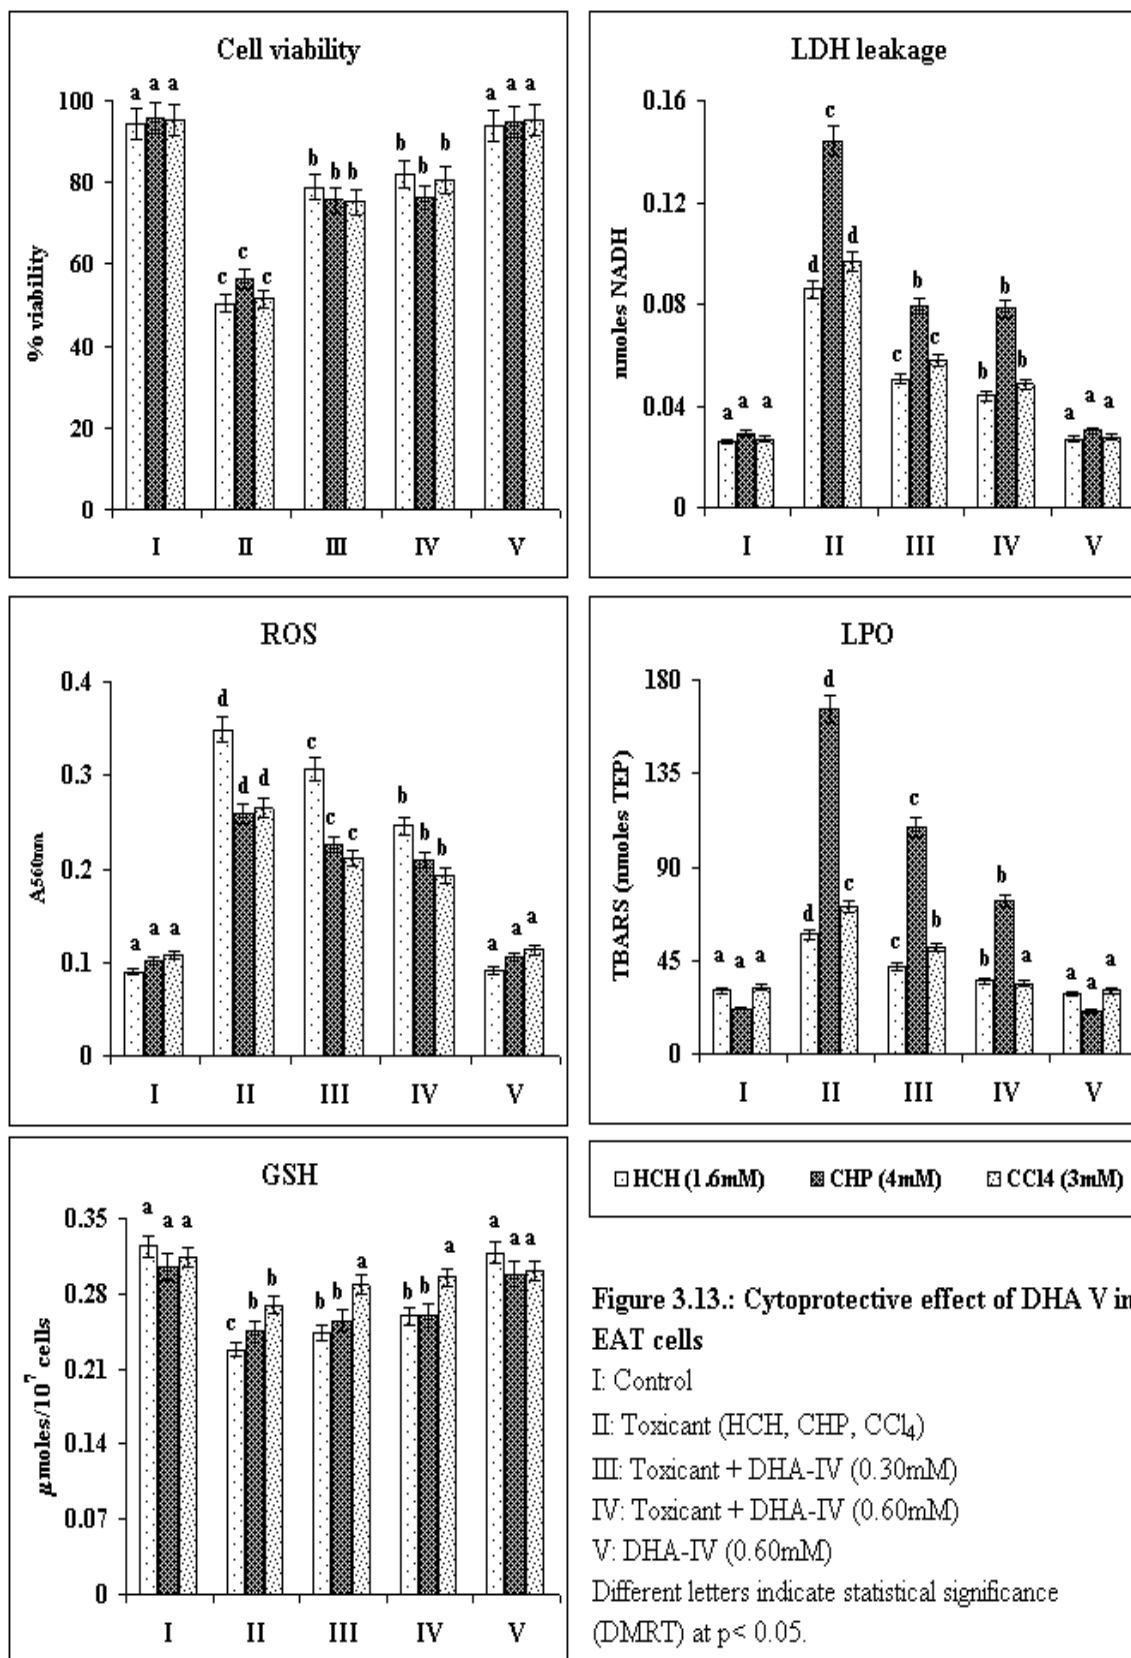 Cell viability
a a a c c c b b b b b b a a a
100
80
60
40
20
0
% viability
I II III IV V
LDH leakage
a a a d c d c b c b b b a a a
0.16
0.12
0.08
0.04
0
nmoles NADH
I II III IV V
ROS
a a a d d d c c c b b b a a a
0.4
0.3
0.2
0.1
0
A560nm
I II III IV V
LPO
a a a d d c c c b b b a a a a
180
135
90
45
0
TBARS (nmoles TEP)
I II III IV V
GSH
a a a c b b b b a b b a a a a
0.35
0.28
0.21
0.14
0.07
0
µmoles/10⁷ cells
I II III IV V
HCH (1.6mM) CHP (4mM) CCl4 (3mM)
Figure 3.13.: Cytoprotective effect of DHA V in
EAT cells
I: Control
II: Toxicant (HCH, CHP, CCl₄)
III: Toxicant + DHA-IV (0.30mM)
IV: Toxicant + DHA-IV (0.60mM)
V: DHA-IV (0.60mM)
Different letters indicate statistical significance
(DMRT) at p< 0.05.